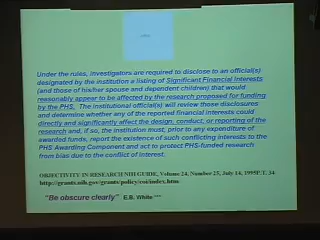 Under the rules, investigators are required to disclose to an official(s)
designated by the institution a listing of Significant Financial Interests
(and those of his/her spouse and dependent children) that would
reasonably appear to be affected by the research proposed for funding
by the PHS. The institutional official(s) will review those disclosures
and determine whether any of the reported financial interests could
directly and significantly affect the design, conduct, or reporting of the
research and, if so, the institution must, prior to any expenditure of
awarded funds, report the existence of such conflicting interests to the
PHS Awarding Component and act to protect PHS-funded research
from bias due to the conflict of interest.
OBJECTIVITY IN RESEARCH NIH GUIDE, Volume 24, Number 25, July 14, 1995P.T. 34
http://grants.nih.gov/grants/policy/coi/index.htm
"Be obscure clearly" E.B. White